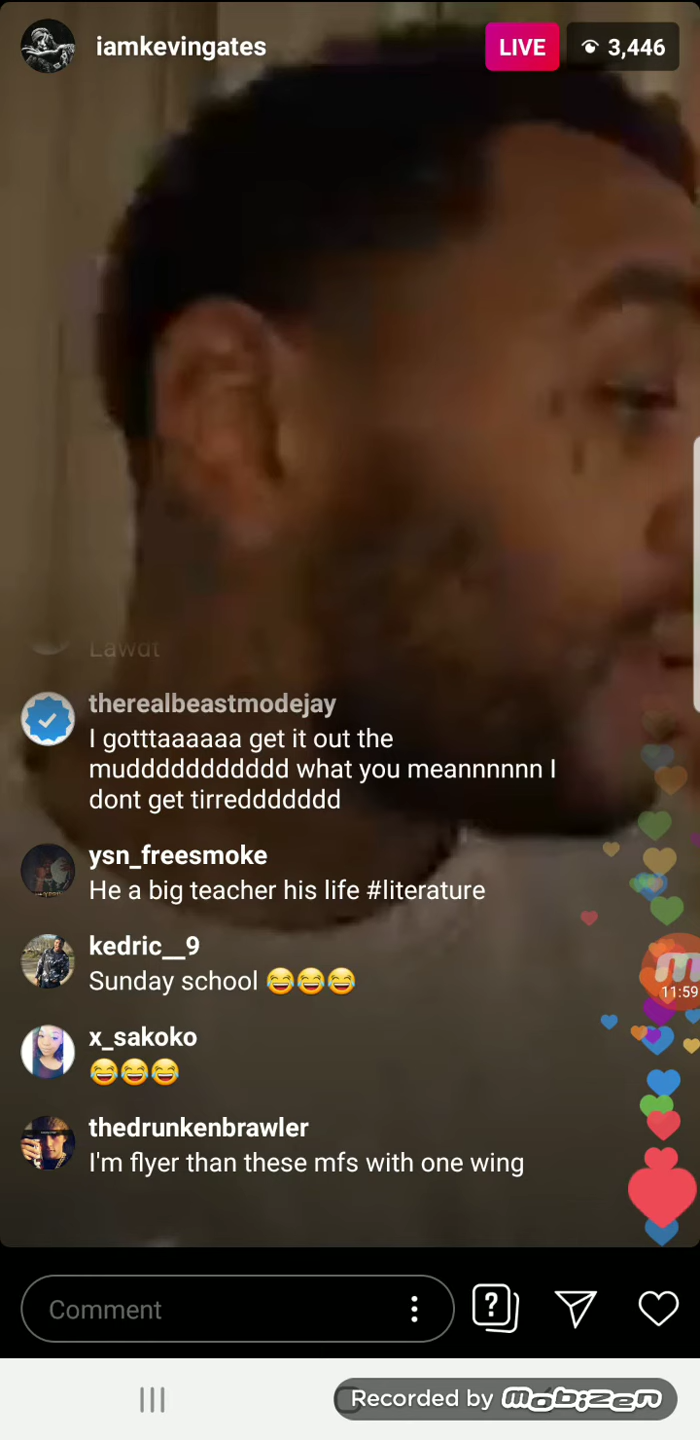 iamkevingates
LIVE
3,446
Lawdt
therealbeastmodejay
I gotttaaaaaa get it out the
muddddddddddd what you meannnnnn I
dont get tirreddddddd
ysn_freesmoke
He a big teacher his life #literature
kedric__9
Sunday school 😂😂😂
x_sakoko
😂😂😂
thedrunkenbrawler
I'm flyer than these mfs with one wing
11:59
Comment
Recorded by mobizen